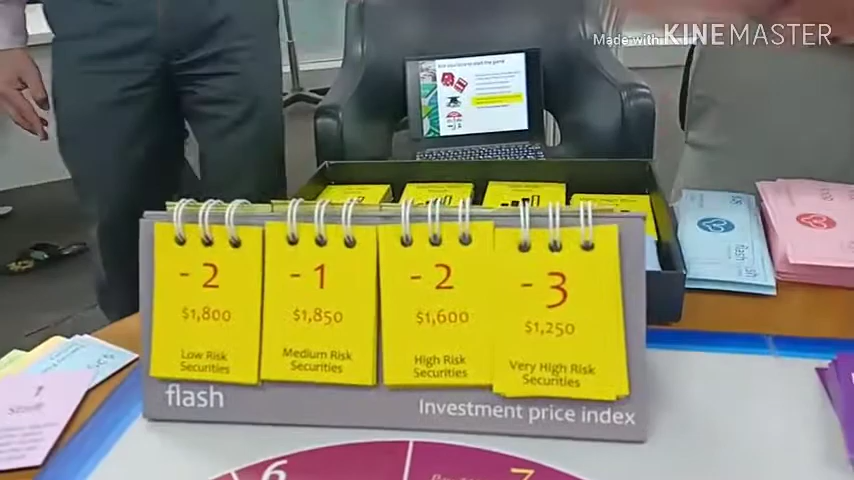 Made with KINEMASTER
- 2 - 1 - 2 - 3
$1,800 $1,850 $1,600 $1,250
Low Risk Medium Risk High Risk Very High Risk
Securities Securities Securities Securities
flash Investment price index
6 7